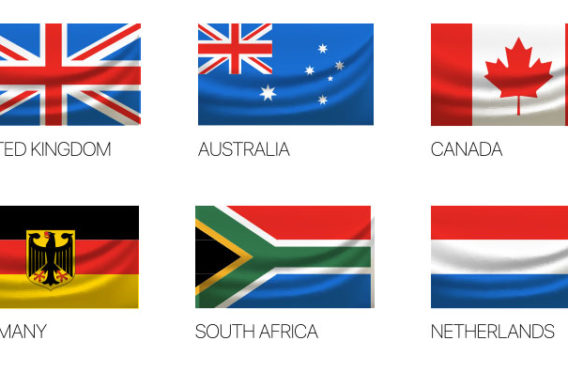 TED KINGDOM
AUSTRALIA
CANADA
MANY
SOUTH AFRICA
NETHERLANDS